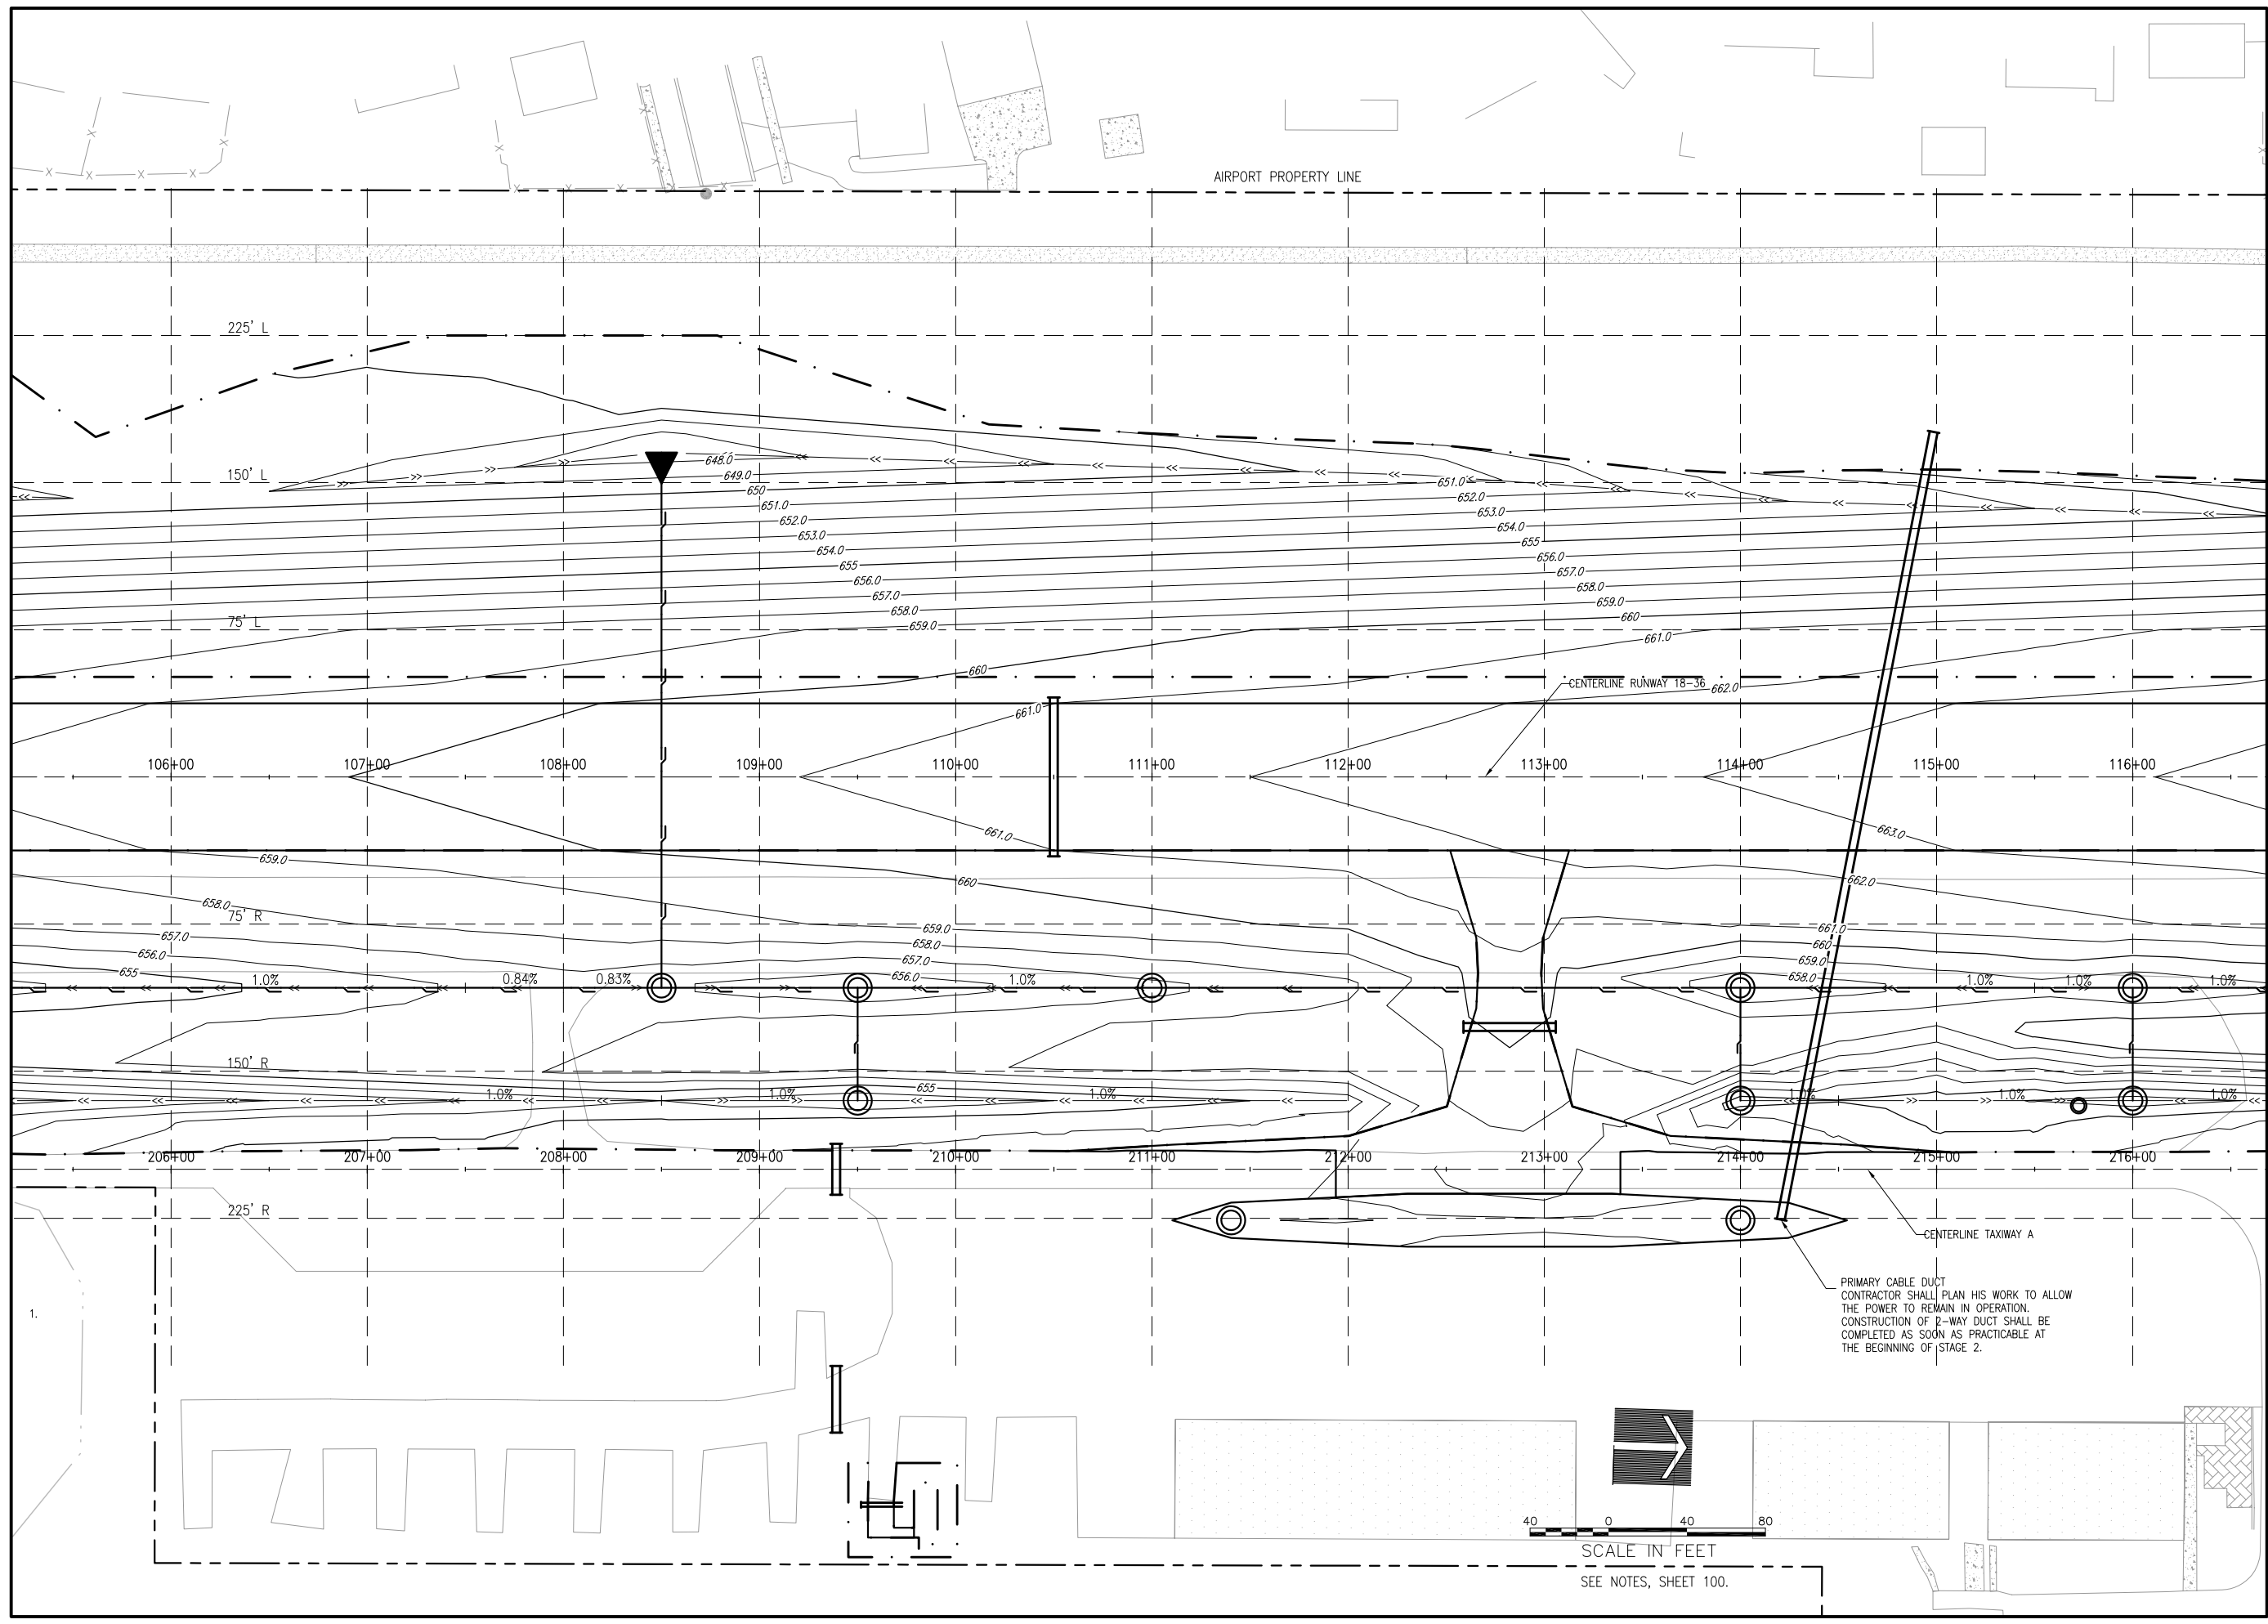 AIRPORT PROPERTY LINE
225' L
150' L
648.0
649.0
650
651.0
651.0
652.0
652.0
653.0
653.0
654.0
654.0
655
655
656.0
656.0
657.0
657.0
658.0
658.0
659.0
659.0
660
75' L
661.0
660
CENTERLINE RUNWAY 18-36
662.0
661.0
106+00 107+00 108+00 109+00 110+00 111+00 112+00 113+00 114+00 115+00 116+00
661.0
663.0
659.0
660
662.0
658.0
75' R
657.0
659.0
661.0
658.0
660
656.0
657.0
659.0
655
656.0
658.0
1.0% 0.84% 0.83% 1.0% 1.0% 1.0% 1.0%
150' R
655
1.0% 1.0% 1.0% 1.0% 1.0% 1.0%
206+00 207+00 208+00 209+00 210+00 211+00 212+00 213+00 214+00 215+00 216+00
225' R
CENTERLINE TAXIWAY A
PRIMARY CABLE DUCT
CONTRACTOR SHALL PLAN HIS WORK TO ALLOW
THE POWER TO REMAIN IN OPERATION.
CONSTRUCTION OF 2-WAY DUCT SHALL BE
COMPLETED AS SOON AS PRACTICABLE AT
THE BEGINNING OF STAGE 2.
1.
40 0 40 80
SCALE IN FEET
SEE NOTES, SHEET 100.